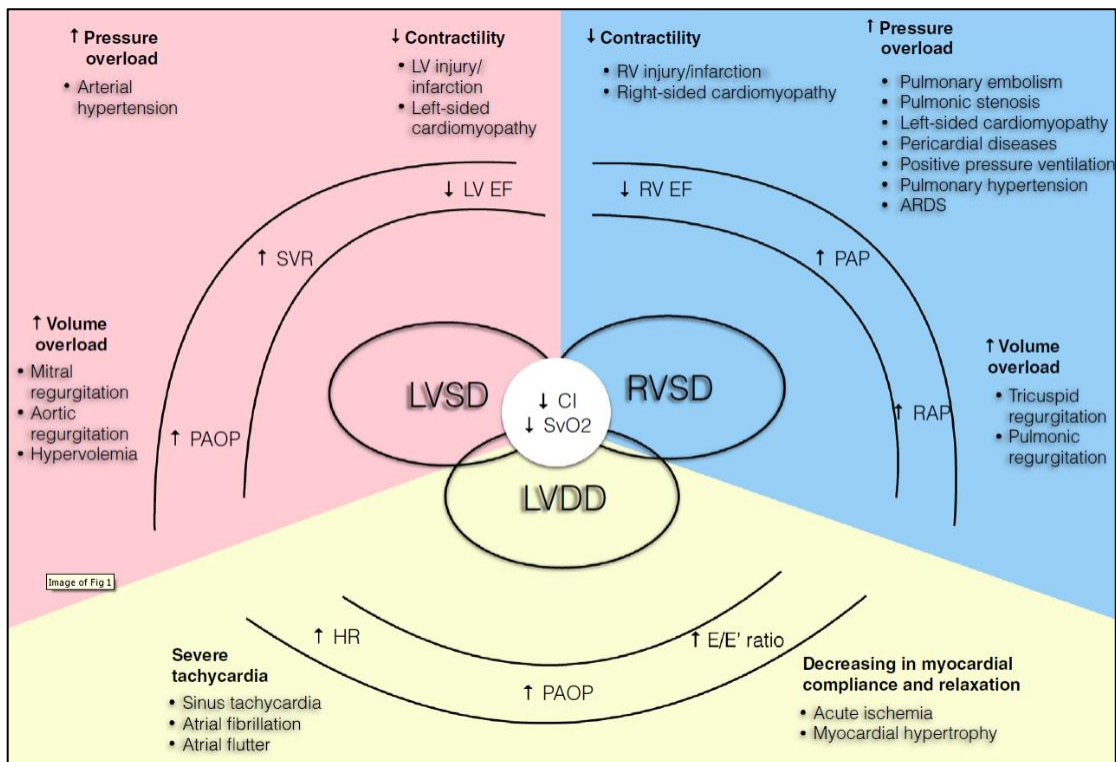 ↑ Pressure
overload
• Arterial
hypertension
↓ Contractility
• LV injury/
infarction
• Left-sided
cardiomyopathy
↓ Contractility
• RV injury/infarction
• Right-sided cardiomyopathy
↑ Pressure
overload
• Pulmonary embolism
• Pulmonic stenosis
• Left-sided cardiomyopathy
• Pericardial diseases
• Positive pressure ventilation
• Pulmonary hypertension
• ARDS
↓ LV EF
↓ RV EF
↑ SVR
↑ PAP
↑ Volume
overload
• Mitral
regurgitation
• Aortic
regurgitation
• Hypervolemia
↑ PAOP
LVSD
↓ CI
↓ SvO2
RVSD
LVDD
↑ RAP
↑ Volume
overload
• Tricuspid
regurgitation
• Pulmonic
regurgitation
Image of Fig 1
↑ HR
↑ PAOP
↑ E/E' ratio
Severe
tachycardia
• Sinus tachycardia
• Atrial fibrillation
• Atrial flutter
Decreasing in myocardial
compliance and relaxation
• Acute ischemia
• Myocardial hypertrophy